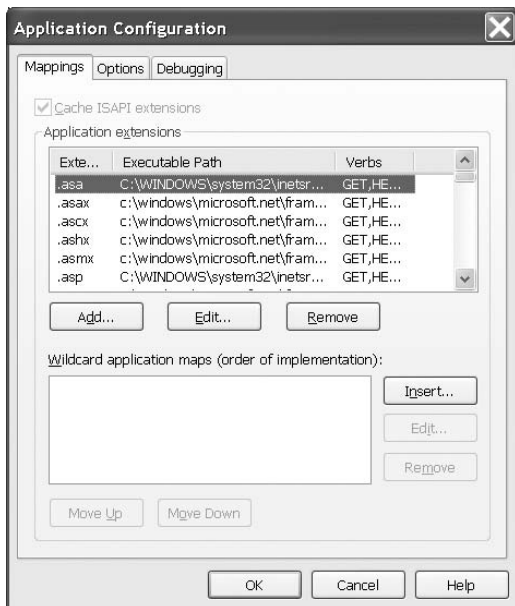 Application Configuration
Mappings Options Debugging
Cache ISAPI extensions
Application extensions
Exte... Executable Path Verbs
.asa C:\WINDOWS\system32\inetsr... GET,HE...
.asax c:\windows\microsoft.net\fram... GET,HE...
.ascx c:\windows\microsoft.net\fram... GET,HE...
.ashx c:\windows\microsoft.net\fram... GET,HE...
.asmx c:\windows\microsoft.net\fram... GET,HE...
.asp C:\WINDOWS\system32\inetsr... GET,HE...
Add... Edit... Remove
Wildcard application maps (order of implementation):
Insert...
Edit...
Remove
Move Up Move Down
OK Cancel Help